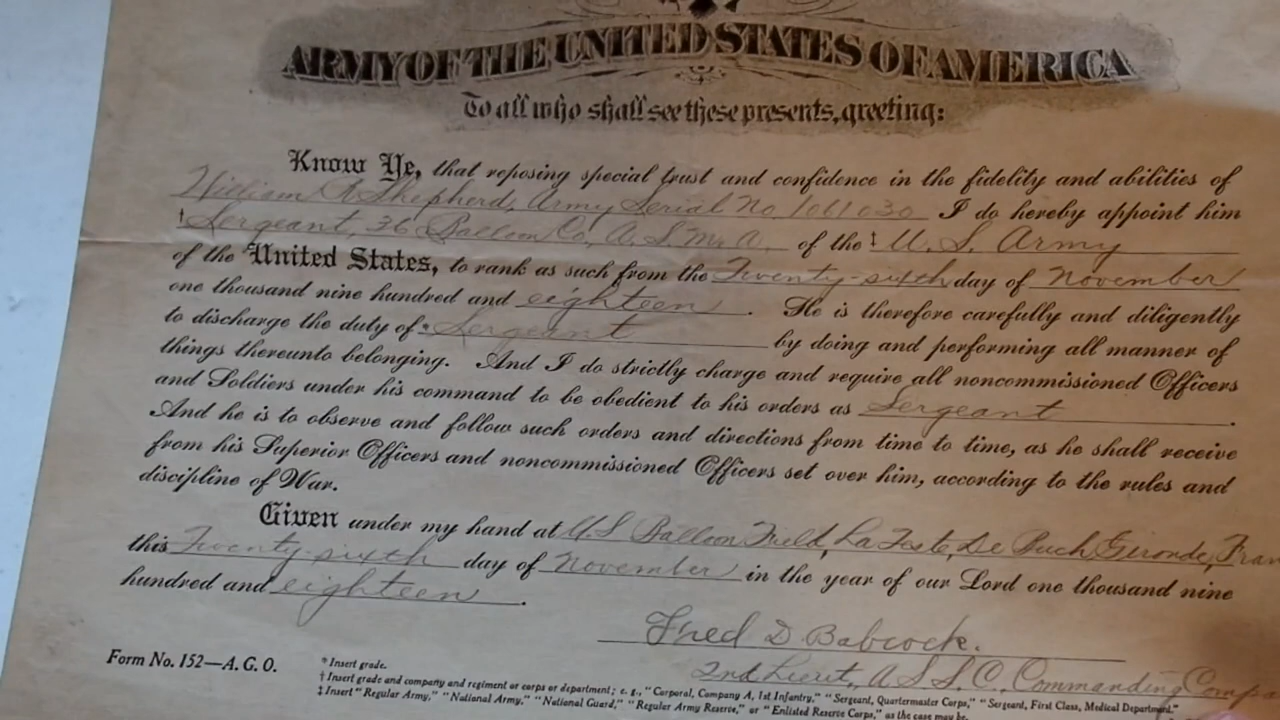 ARMY OF THE UNITED STATES OF AMERICA
To all who shall see these presents, greeting:
Know Ye, that reposing special trust and confidence in the fidelity and abilities of
William A Shepherd, Army Serial No. 1061030 I do hereby appoint him
† Sergeant, 36 Balloon Co., A. S. M. A. of the ‡ U. S. Army
of the United States, to rank as such from the Twenty-sixth day of November
one thousand nine hundred and eighteen. He is therefore carefully and diligently
to discharge the duty of * Sergeant by doing and performing all manner of
things thereunto belonging. And I do strictly charge and require all noncommissioned Officers
and Soldiers under his command to be obedient to his orders as Sergeant.
And he is to observe and follow such orders and directions from time to time, as he shall receive
from his Superior Officers and noncommissioned Officers set over him, according to the rules and
discipline of War.
Given under my hand at U.S Balloon Field, La Teste, De Buch, Gironde, Fran
this Twenty-sixth day of November in the year of our Lord one thousand nine
hundred and eighteen.
Fred D Babcock.
2nd Lieut., A S S. C., Commanding Compa
Form No. 152—A. G. O.
* Insert grade.
† Insert grade and company and regiment or corps or department; e. g., "Corporal, Company A, 1st Infantry," "Sergeant, Quartermaster Corps," "Sergeant, First Class, Medical Department."
‡ Insert "Regular Army," "National Army," "National Guard," "Regular Army Reserve," or "Enlisted Reserve Corps," as the case may be.